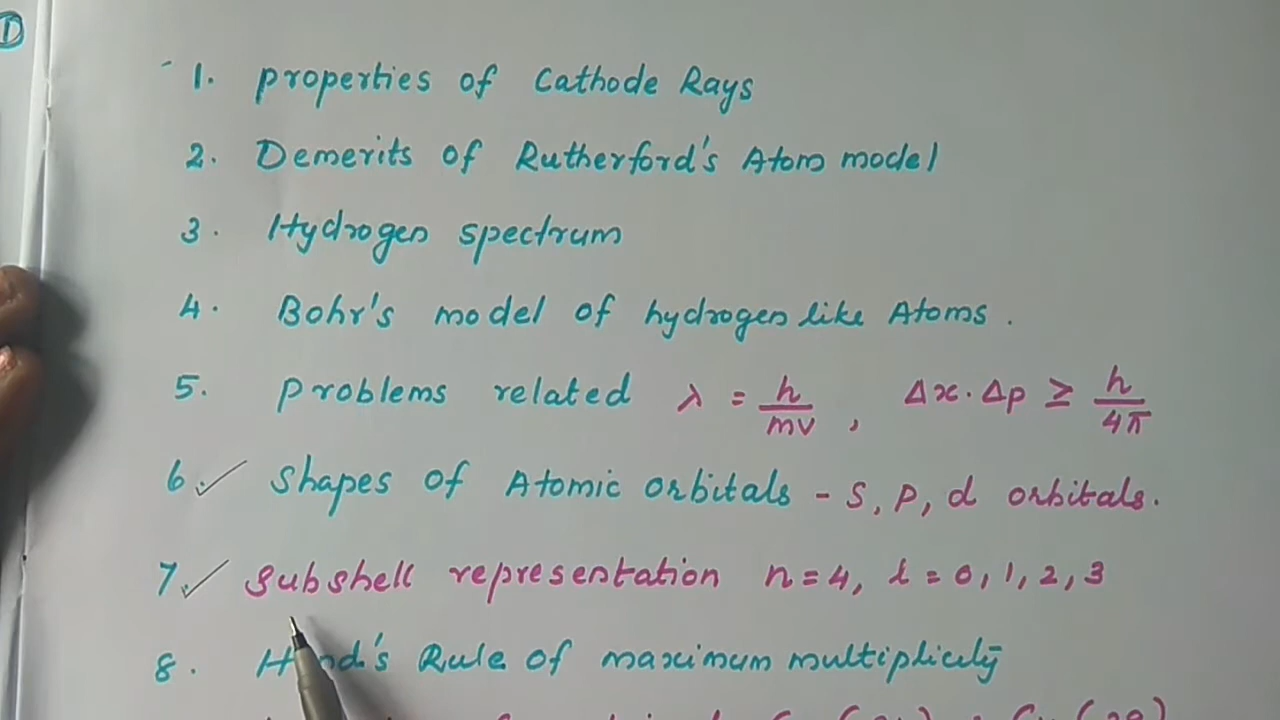 1
1. Properties of Cathode Rays
2. Demerits of Rutherford's Atom model
3. Hydrogen spectrum
4. Bohr's model of hydrogen like Atoms.
5. Problems related λ = h/mv, Δx.Δp ≥ h/4π
6. ✓ Shapes of Atomic orbitals - s, p, d orbitals.
7. ✓ Subshell representation n=4, l=0,1,2,3
8. Hund's Rule of maximum multiplicity